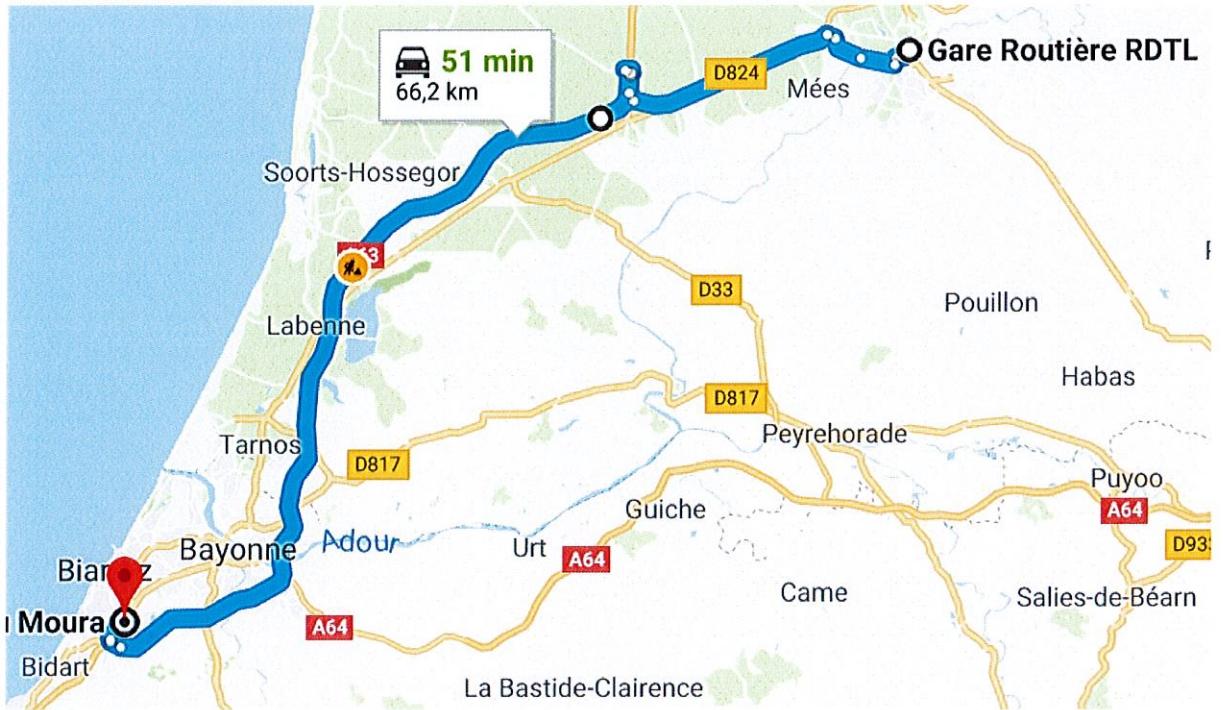 Gare Routière RDTL
51 min
66,2 km
D824
Mées
Soorts-Hossegor
D33
Pouillon
Labenne
Habas
D817
Peyrehorade
Tarnos
D817
Puyoo
Guiche
A64
Bayonne
Adour
Urt
A64
D933
Came
Salies-de-Béarn
Moura
A64
Bidart
La Bastide-Clairence